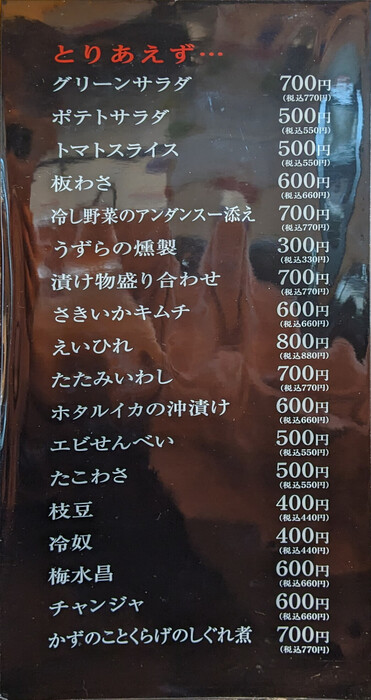 とりあえず…
グリーンサラダ 700円
(税込770円)
ポテトサラダ 500円
(税込550円)
トマトスライス 500円
(税込550円)
板わさ 600円
(税込660円)
冷し野菜のアンダンスー添え 700円
(税込770円)
うずらの燻製 300円
(税込330円)
漬け物盛り合わせ 700円
(税込770円)
さきいかキムチ 600円
(税込660円)
えいひれ 800円
(税込880円)
たたみいわし 700円
(税込770円)
ホタルイカの沖漬け 600円
(税込660円)
エビせんべい 500円
(税込550円)
たこわさ 500円
(税込550円)
枝豆 400円
(税込440円)
冷奴 400円
(税込440円)
梅水昌 600円
(税込660円)
チャンジャ 600円
(税込660円)
かずのことくらげのしぐれ煮 700円
(税込770円)